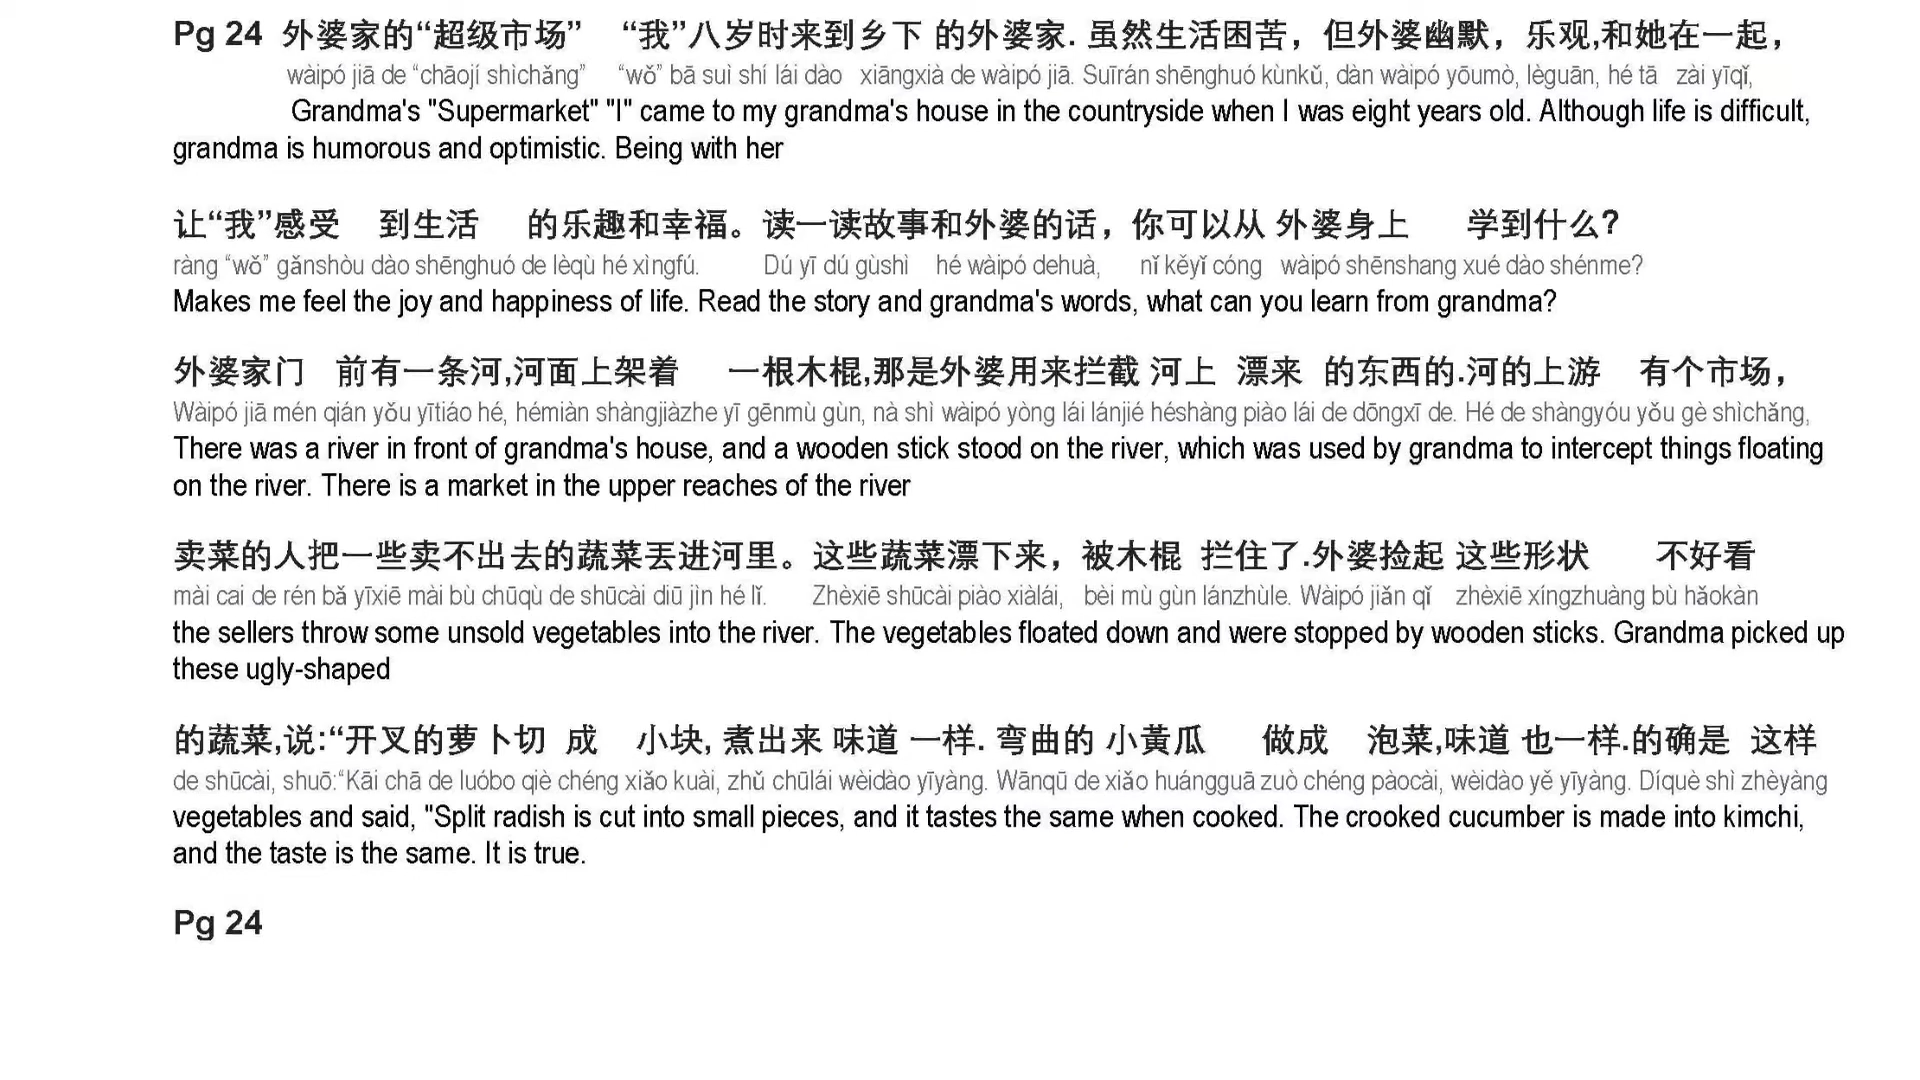 Pg 24 外婆家的“超级市场” “我”八岁时来到乡下 的外婆家. 虽然生活困苦，但外婆幽默，乐观,和她在一起，
wàipó jiā de “chāojí shìchǎng” “wǒ” bā suì shí lái dào xiāngxià de wàipó jiā. Suīrán shēnghuó kùnkǔ, dàn wàipó yōumò, lèguān, hé tā zài yīqǐ,
Grandma's "Supermarket" "I" came to my grandma's house in the countryside when I was eight years old. Although life is difficult,
grandma is humorous and optimistic. Being with her
让“我”感受 到生活 的乐趣和幸福。读一读故事和外婆的话，你可以从 外婆身上 学到什么?
ràng “wǒ” gǎnshòu dào shēnghuó de lèqù hé xìngfú. Dú yī dú gùshì hé wàipó dehuà, nǐ kěyǐ cóng wàipó shēnshang xué dào shénme?
Makes me feel the joy and happiness of life. Read the story and grandma's words, what can you learn from grandma?
外婆家门 前有一条河,河面上架着 一根木棍,那是外婆用来拦截 河上 漂来 的东西的.河的上游 有个市场，
Wàipó jiā mén qián yǒu yītiáo hé, hémiàn shàngjiàzhe yī gēnmù gùn, nà shì wàipó yòng lái lánjié héshàng piào lái de dōngxī de. Hé de shàngyóu yǒu gè shìchǎng,
There was a river in front of grandma's house, and a wooden stick stood on the river, which was used by grandma to intercept things floating
on the river. There is a market in the upper reaches of the river
卖菜的人把一些卖不出去的蔬菜丢进河里。这些蔬菜漂下来，被木棍 拦住了.外婆捡起 这些形状 不好看
mài cai de rén bǎ yīxiē mài bù chūqù de shūcài diū jìn hé lǐ. Zhèxiē shūcài piào xiàlái, bèi mù gùn lánzhùle. Wàipó jiǎn qǐ zhèxiē xíngzhuàng bù hǎokàn
the sellers throw some unsold vegetables into the river. The vegetables floated down and were stopped by wooden sticks. Grandma picked up
these ugly-shaped
的蔬菜,说:“开叉的萝卜切 成 小块, 煮出来 味道 一样. 弯曲的 小黃瓜 做成 泡菜,味道 也一样.的确是 这样
de shūcài, shuō:“Kāi chā de luóbo qiè chéng xiǎo kuài, zhǔ chūlái wèidào yīyàng. Wānqū de xiǎo huángguā zuò chéng pàocài, wèidào yě yīyàng. Díquè shì zhèyàng
vegetables and said, "Split radish is cut into small pieces, and it tastes the same when cooked. The crooked cucumber is made into kimchi,
and the taste is the same. It is true.
Pg 24